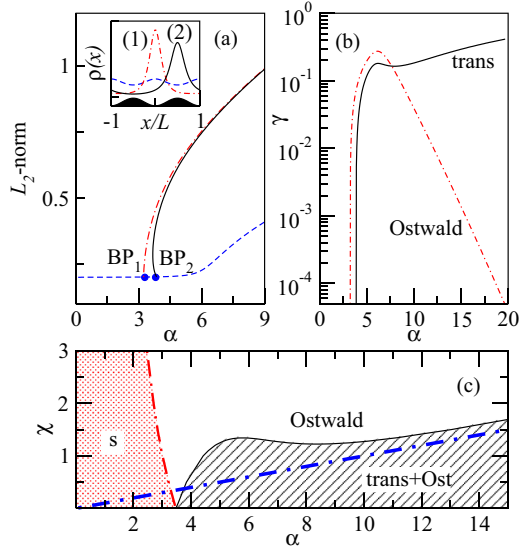 (a)
(1)
(2)
ρ(x)
-1
x/L
1
1
0.5
L₂-norm
BP₁
BP₂
0
3
6
9
α
(b)
trans
Ostwald
γ
10⁰
10⁻¹
10⁻²
10⁻³
10⁻⁴
0
5
10
15
20
α
(c)
s
Ostwald
trans+Ost
χ
3
2
1
0
0
2
4
6
8
10
12
14
α